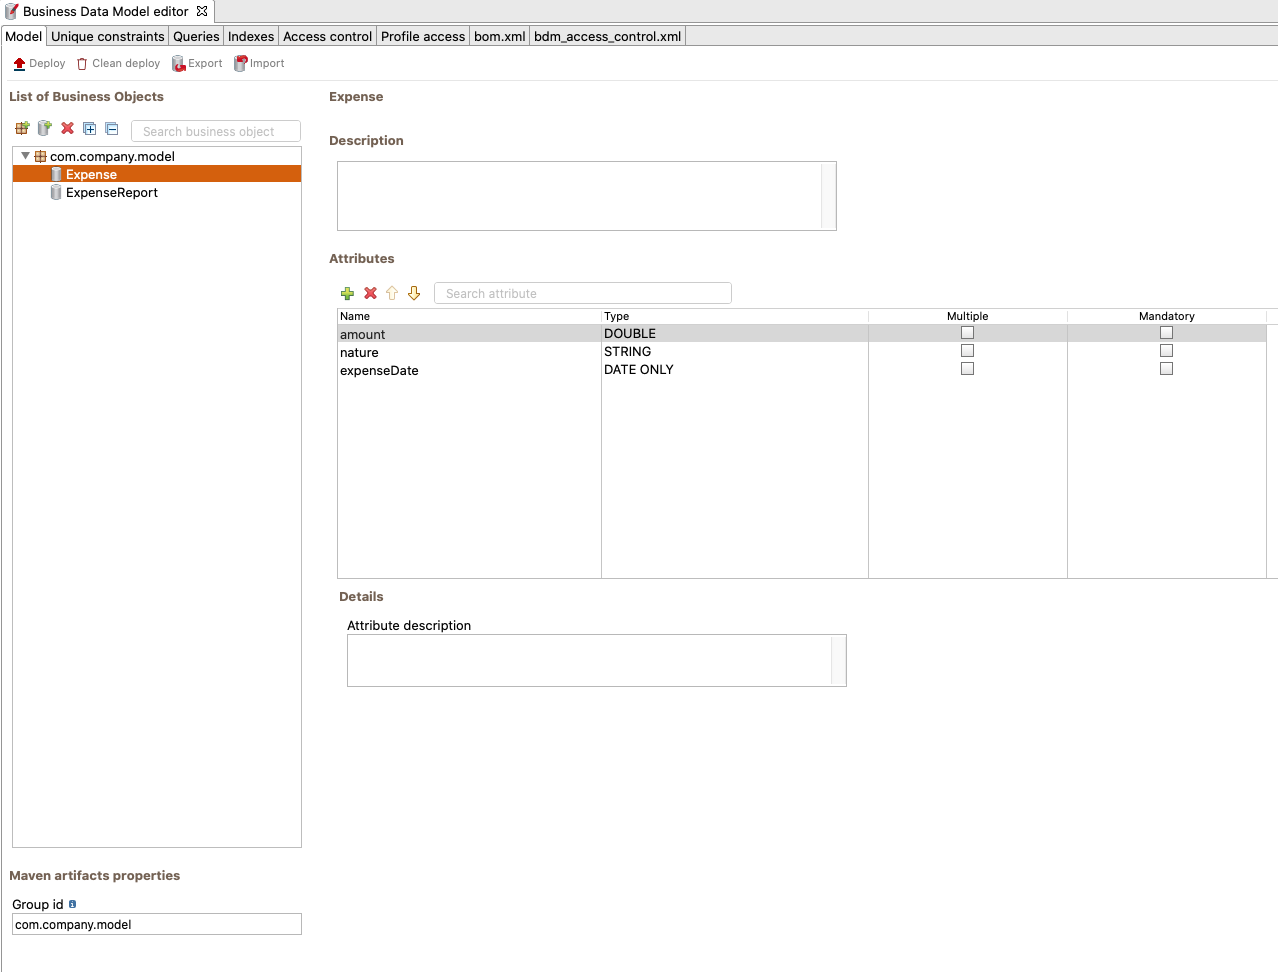 Business Data Model editor
Model Unique constraints Queries Indexes Access control Profile access bom.xml bdm_access_control.xml
Deploy Clean deploy Export Import
List of Business Objects
Search business object
com.company.model
Expense
ExpenseReport
Maven artifacts properties
Group id
com.company.model
Expense
Description
Attributes
Search attribute
Name Type Multiple Mandatory
amount DOUBLE
nature STRING
expenseDate DATE ONLY
Details
Attribute description